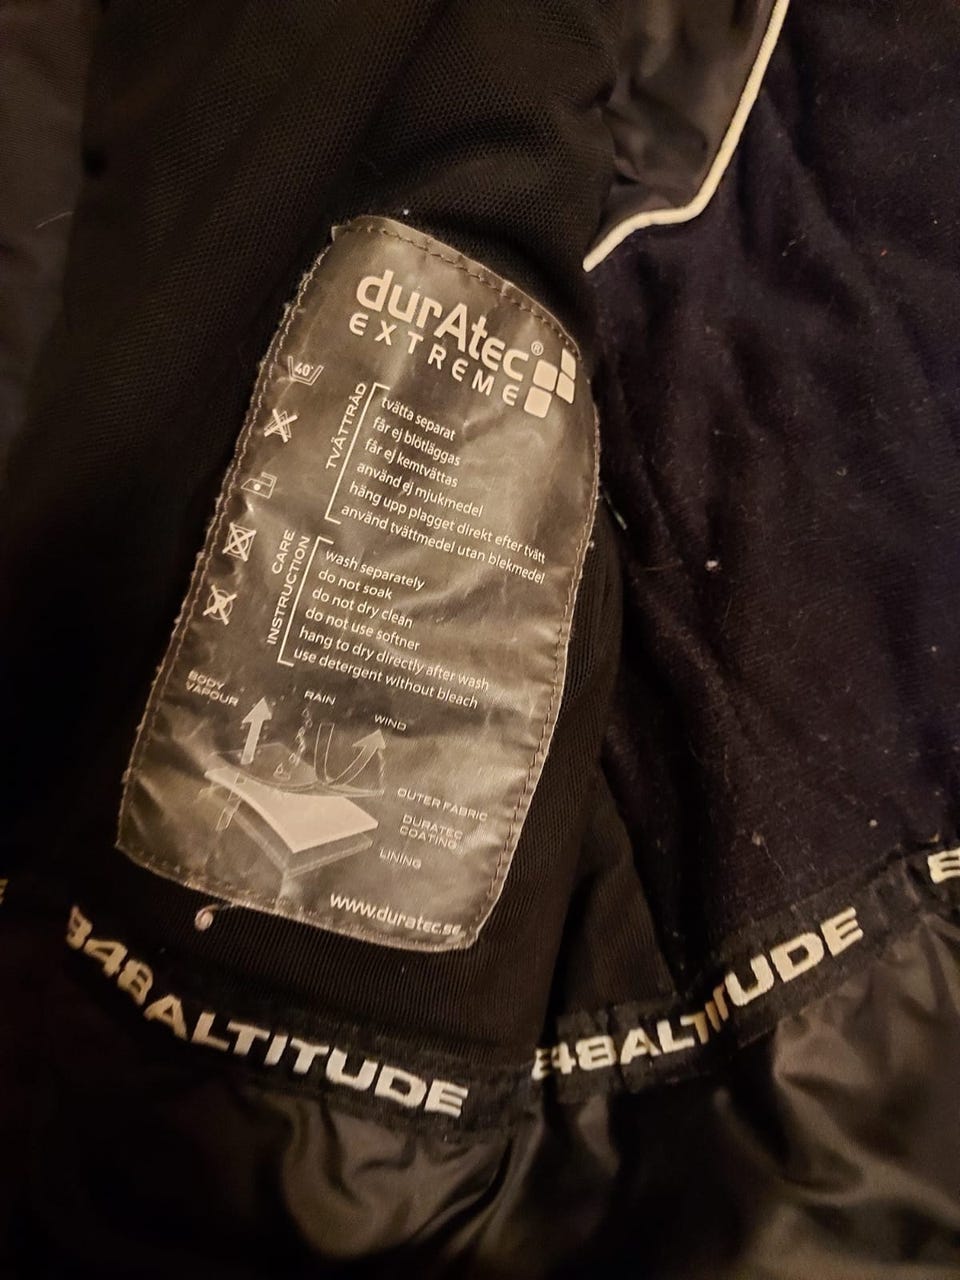 durAtec®
EXTREME
40°
TVÄTTRÅD
tvätta separat
får ej blötläggas
får ej kemtvättas
använd ej mjukmedel
häng upp plagget direkt efter tvätt
använd tvättmedel utan blekmedel
CARE
INSTRUCTION
wash separately
do not soak
do not dry clean
do not use softner
hang to dry directly after wash
use detergent without bleach
BODY
VAPOUR
RAIN
WIND
OUTER FABRIC
DURATEC
COATING
LINING
www.duratec.se
848ALTITUDE
848ALTITUDE